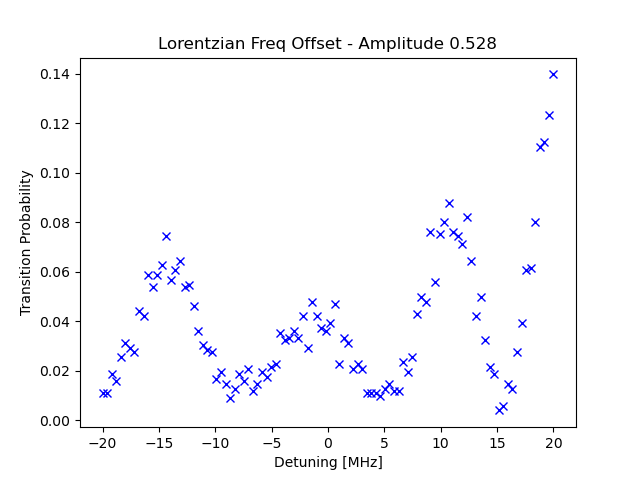 Lorentzian Freq Offset - Amplitude 0.528
Transition Probability
0.14
0.12
0.10
0.08
0.06
0.04
0.02
0.00
−20 −15 −10 −5 0 5 10 15 20
Detuning [MHz]